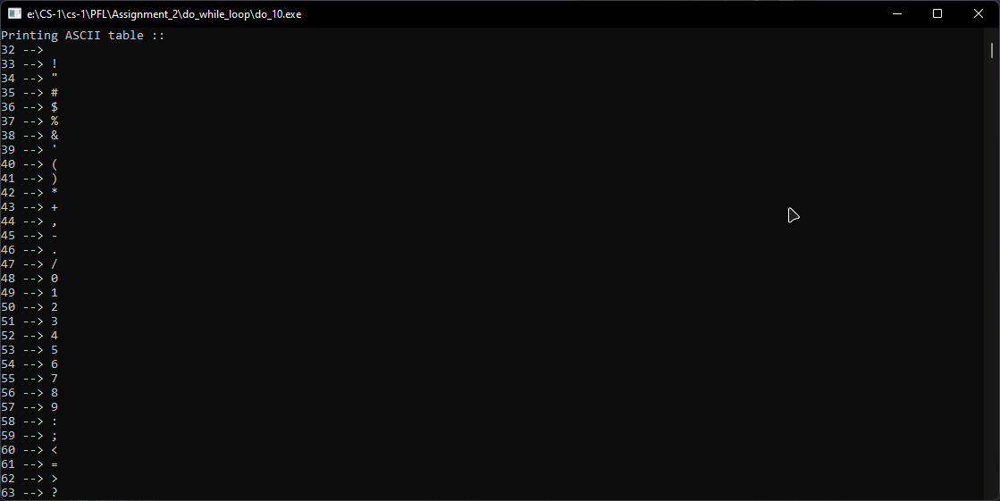 e:\CS-1\cs-1\PFL\Assignment_2\do_while_loop\do_10.exe
Printing ASCII table ::
32 -->
33 --> !
34 --> "
35 --> #
36 --> $
37 --> %
38 --> &
39 --> '
40 --> (
41 --> )
42 --> *
43 --> +
44 --> ,
45 --> -
46 --> .
47 --> /
48 --> 0
49 --> 1
50 --> 2
51 --> 3
52 --> 4
53 --> 5
54 --> 6
55 --> 7
56 --> 8
57 --> 9
58 --> :
59 --> ;
60 --> <
61 --> =
62 --> >
63 --> ?